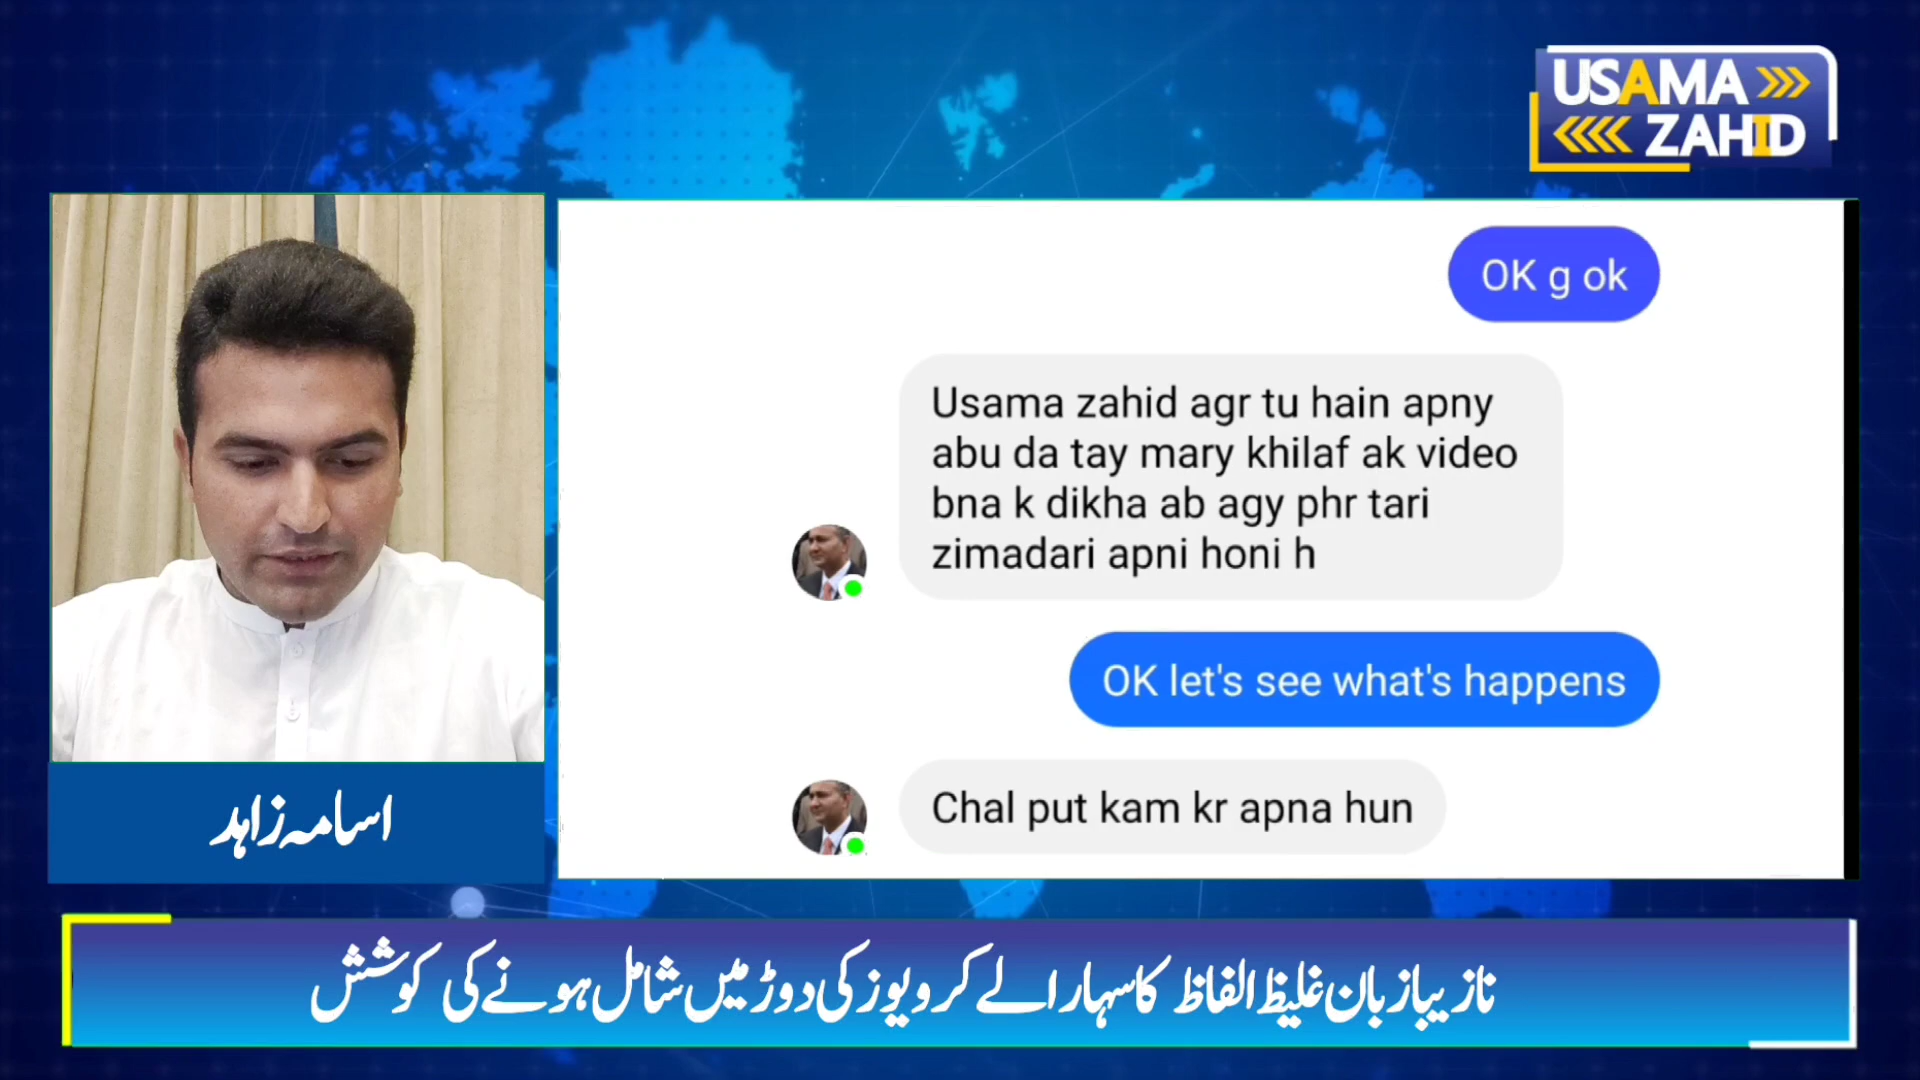 USAMA
ZAHID
OK g ok
Usama zahid agr tu hain apny
abu da tay mary khilaf ak video
bna k dikha ab agy phr tari
zimadari apni honi h
OK let's see what's happens
Chal put kam kr apna hun
اسامہ زاہد
نازیبا زبان غلیظ الفاظ کا سہارا لے کر ویوز کی دوڑ میں شامل ہونے کی کوشش